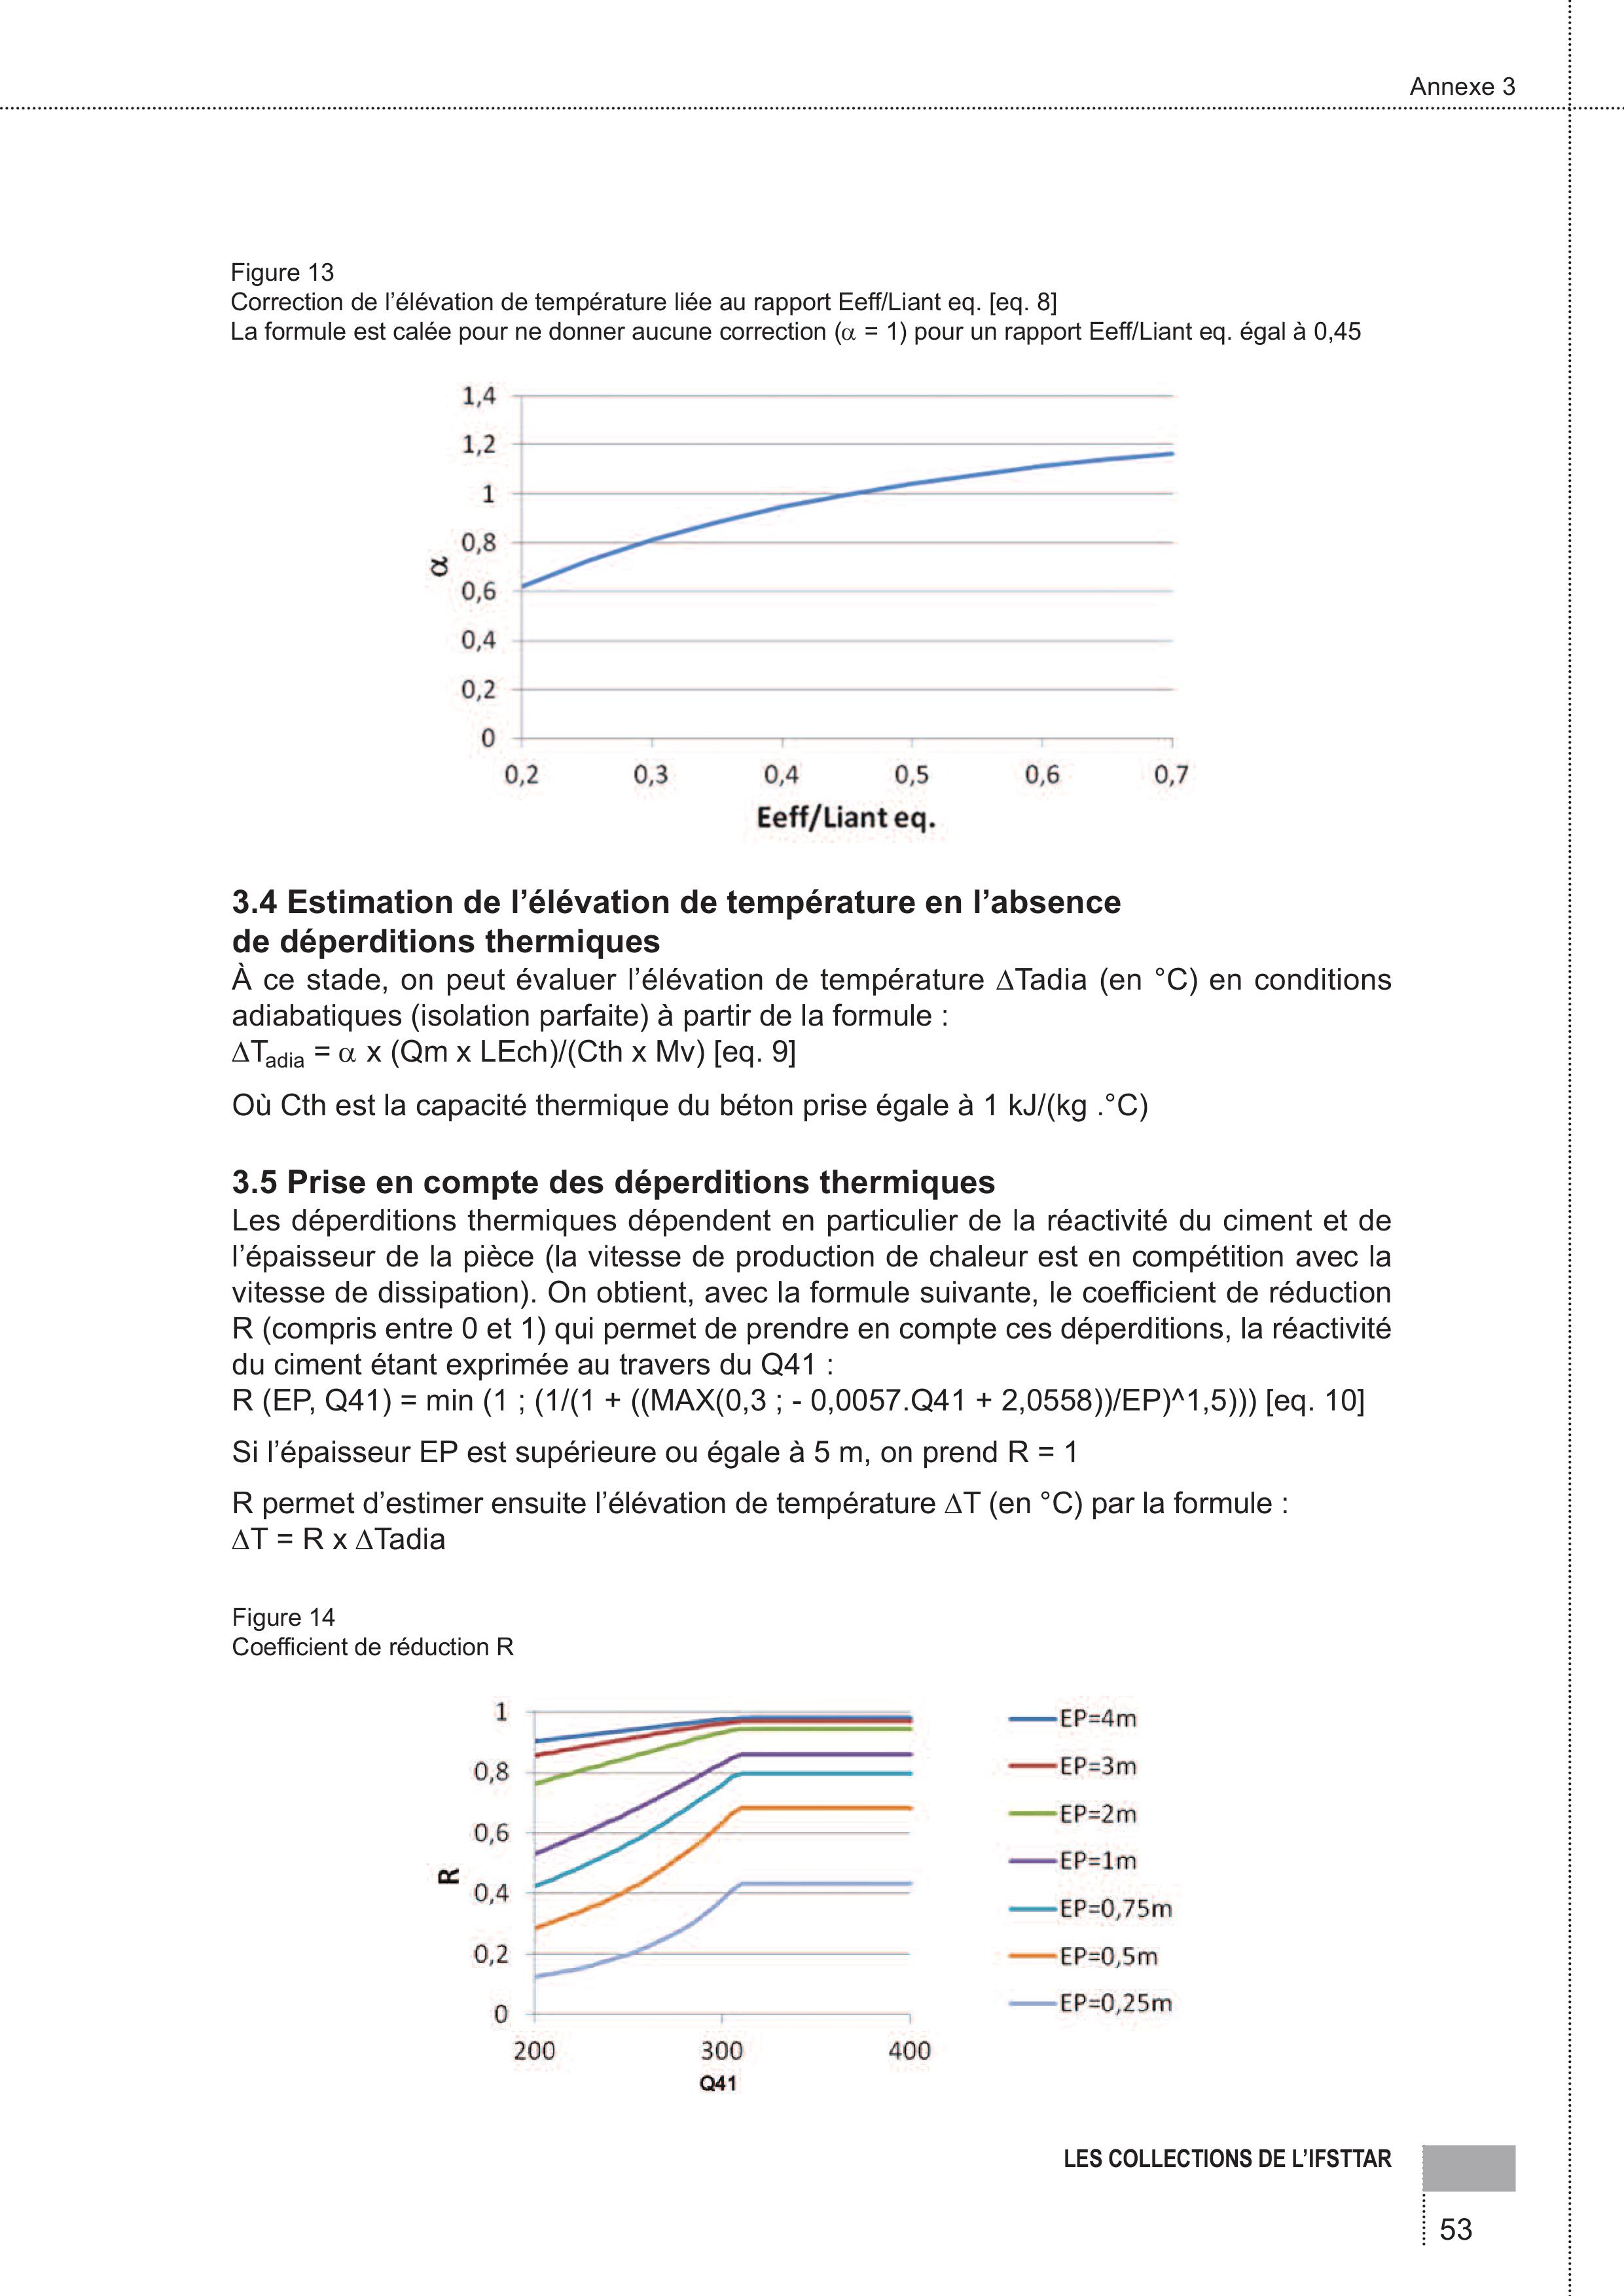 Annexe 3
Figure 13
Correction de l’élévation de température liée au rapport Eeff/Liant eq. [eq. 8]
La formule est calée pour ne donner aucune correction (α = 1) pour un rapport Eeff/Liant eq. égal à 0,45
1,4
1,2
1
0,8
0,6
0,4
0,2
0
α
0,2 0,3 0,4 0,5 0,6 0,7
Eeff/Liant eq.
3.4 Estimation de l’élévation de température en l’absence
de déperditions thermiques
À ce stade, on peut évaluer l’élévation de température ∆Tadia (en °C) en conditions
adiabatiques (isolation parfaite) à partir de la formule :
∆Tadia = α x (Qm x LEch)/(Cth x Mv) [eq. 9]
Où Cth est la capacité thermique du béton prise égale à 1 kJ/(kg .°C)
3.5 Prise en compte des déperditions thermiques
Les déperditions thermiques dépendent en particulier de la réactivité du ciment et de
l’épaisseur de la pièce (la vitesse de production de chaleur est en compétition avec la
vitesse de dissipation). On obtient, avec la formule suivante, le coefficient de réduction
R (compris entre 0 et 1) qui permet de prendre en compte ces déperditions, la réactivité
du ciment étant exprimée au travers du Q41 :
R (EP, Q41) = min (1 ; (1/(1 + ((MAX(0,3 ; - 0,0057.Q41 + 2,0558))/EP)^1,5))) [eq. 10]
Si l’épaisseur EP est supérieure ou égale à 5 m, on prend R = 1
R permet d’estimer ensuite l’élévation de température ∆T (en °C) par la formule :
∆T = R x ∆Tadia
Figure 14
Coefficient de réduction R
1
0,8
0,6
0,4
0,2
0
R
200 300 400
Q41
EP=4m
EP=3m
EP=2m
EP=1m
EP=0,75m
EP=0,5m
EP=0,25m
LES COLLECTIONS DE L’IFSTTAR
53